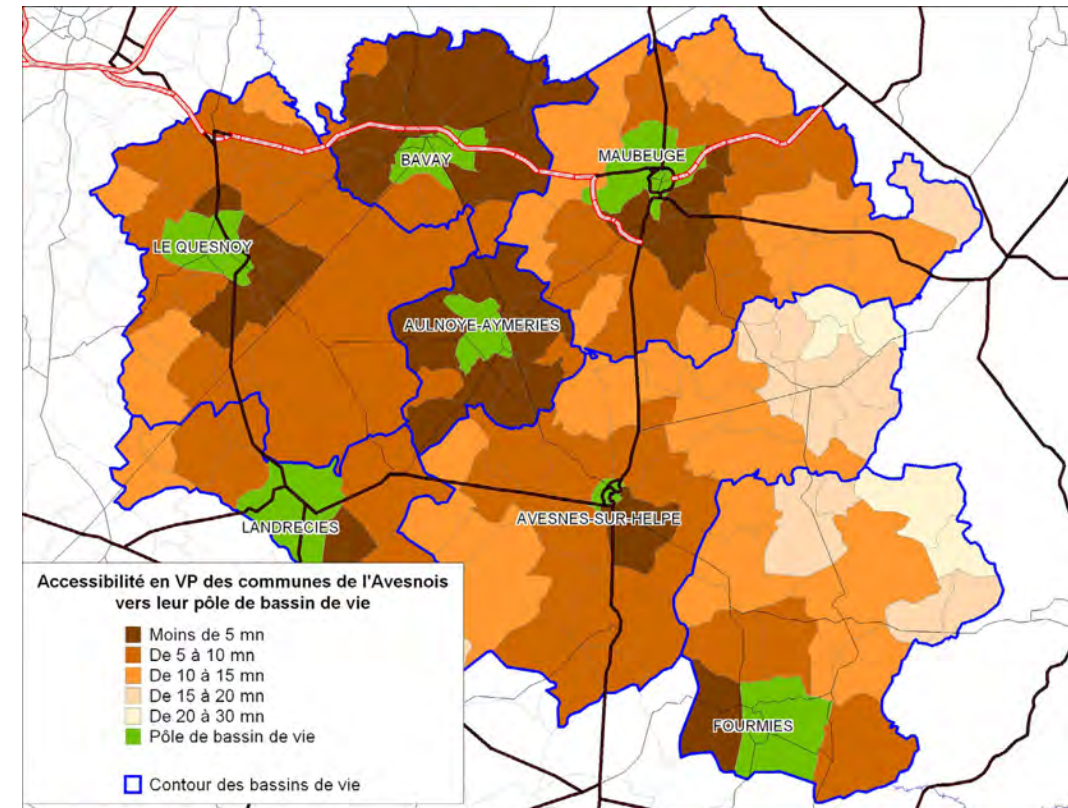 BAVAY
MAUBEUGE
LE QUESNOY
AULNOYE-AYMERIES
LANDRECIES
AVESNES-SUR-HELPE
FOURMIES
Accessibilité en VP des communes de l'Avesnois
vers leur pôle de bassin de vie
Moins de 5 mn
De 5 à 10 mn
De 10 à 15 mn
De 15 à 20 mn
De 20 à 30 mn
Pôle de bassin de vie
Contour des bassins de vie